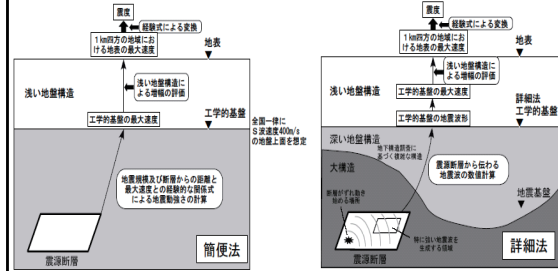 震度
経験式による変換
1km四方の地域にお
ける地表の最大速度
地表
浅い地盤構造
浅い地盤構造に
よる増幅の評価
工学的基盤の最大速度
工学的基盤
全国一律に
S波速度400m/s
の地盤上面を想定
地震規模及び断層からの距離と
最大速度との経験的な関係式
による地震動強さの計算
震源断層
簡便法
震度
経験式による変換
1km四方の地域にお
ける地表の最大速度
地表
浅い地盤構造
浅い地盤構造によ
る増幅の評価
工学的基盤の最大速度
工学的基盤の地震波形
詳細法
工学的基盤
深い地盤構造
地下構造調査に
基づく複雑な構造
大構造
震源断層から伝わる
地震波の数値計算
地震基盤
断層がずれ動き
始める場所
特に強い地震波を
生成する領域
震源断層
詳細法